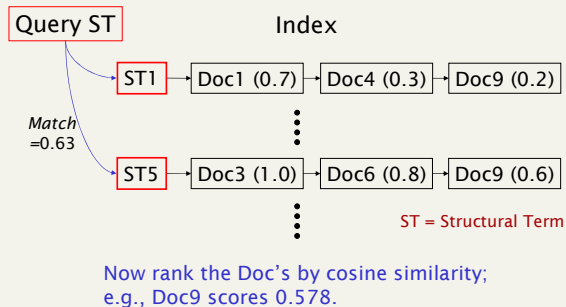 Query ST
Index
ST1 Doc1 (0.7) Doc4 (0.3) Doc9 (0.2)
Match
=0.63
ST5 Doc3 (1.0) Doc6 (0.8) Doc9 (0.6)
ST = Structural Term
Now rank the Doc's by cosine similarity;
e.g., Doc9 scores 0.578.